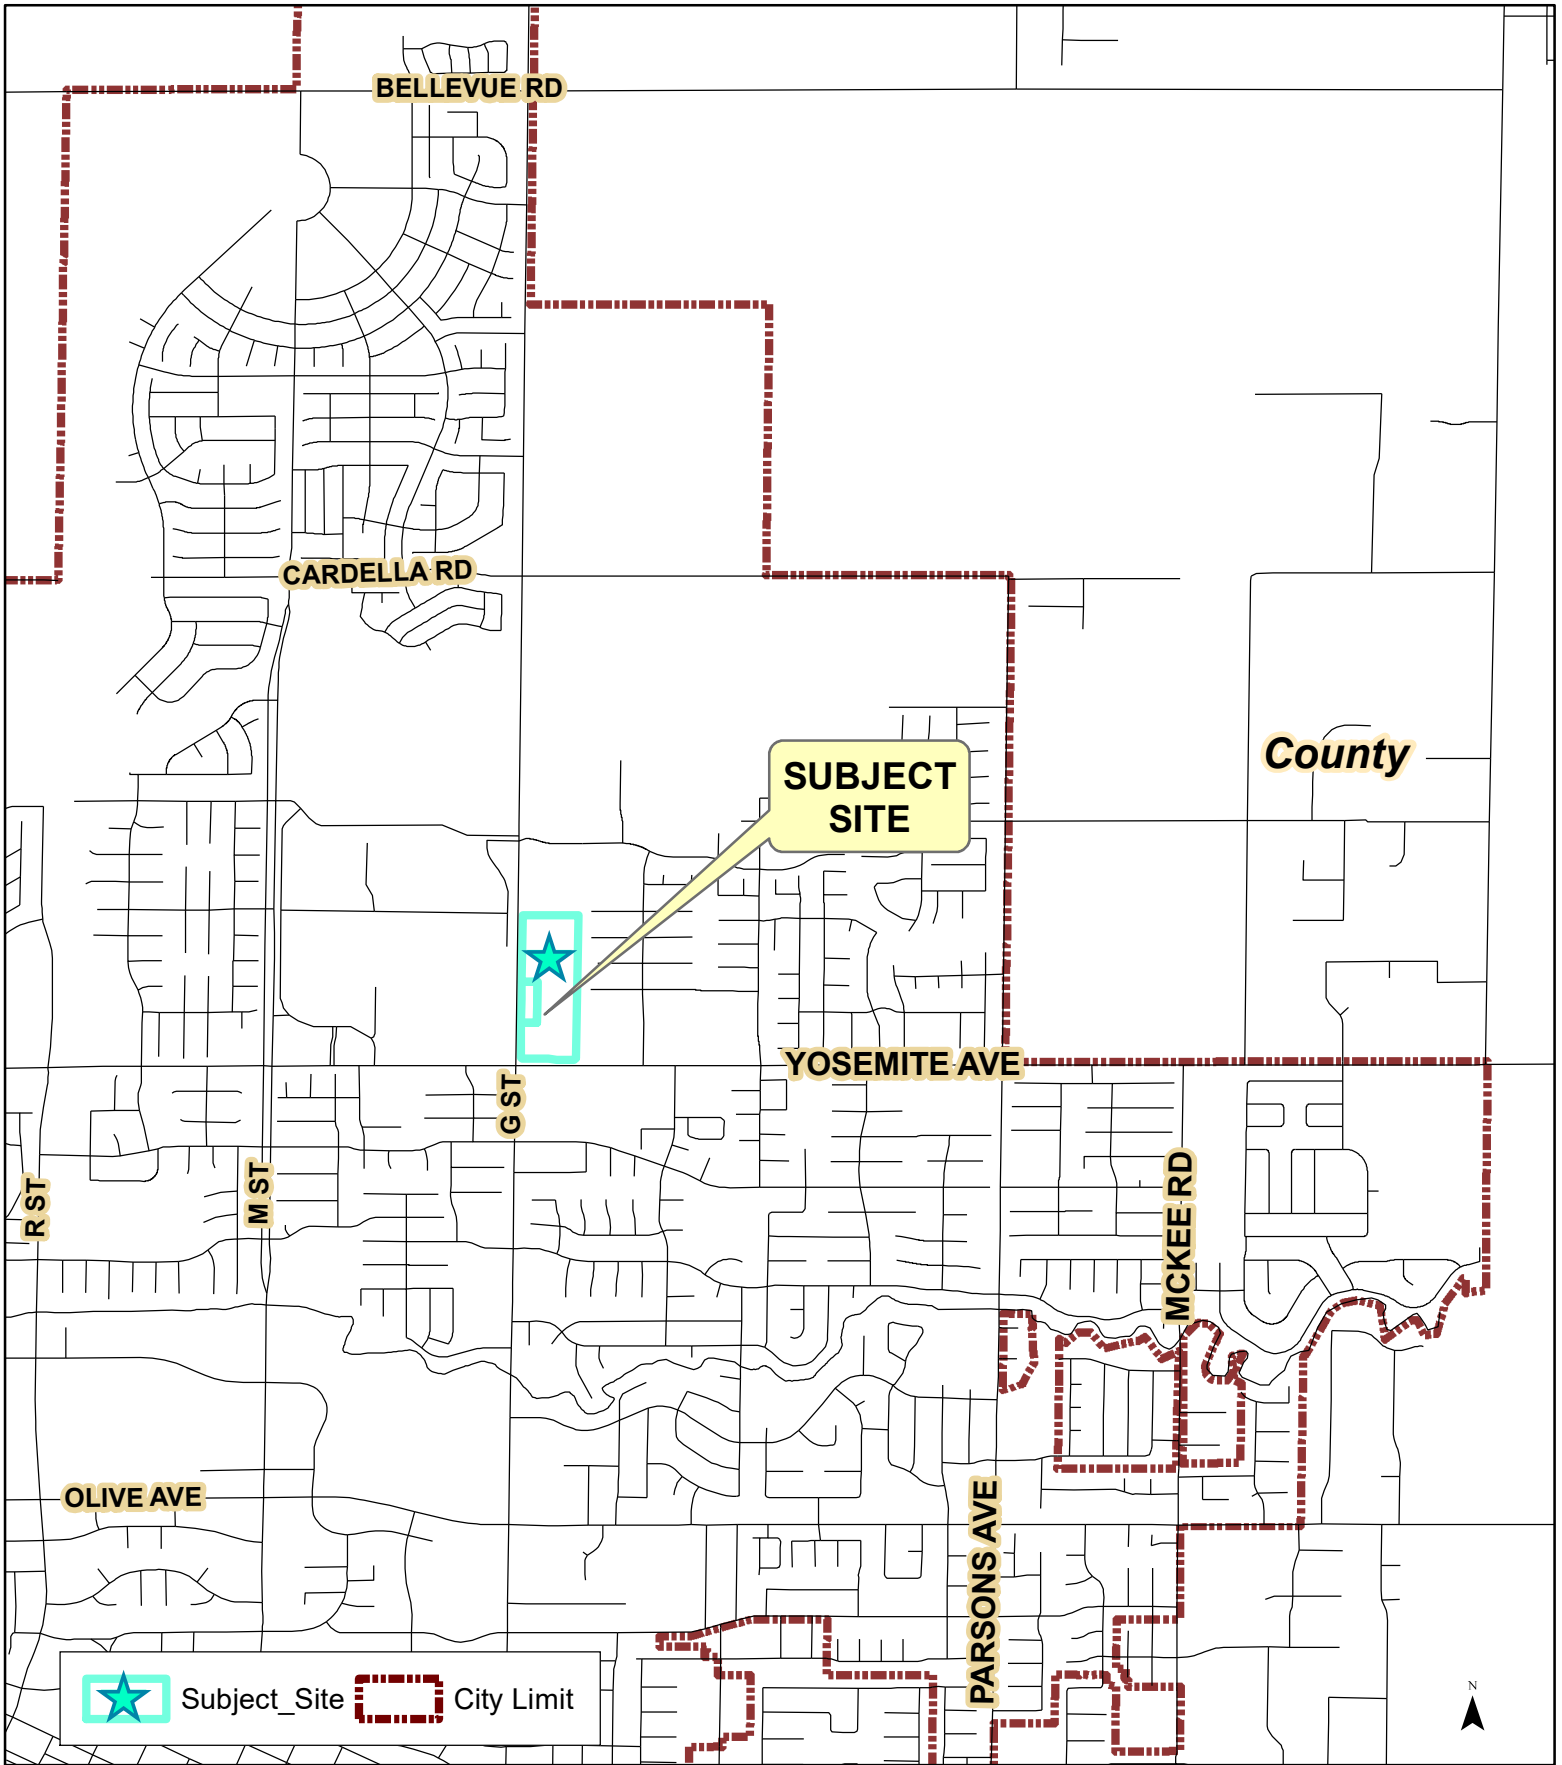 BELLEVUE RD
CARDELLA RD
County
SUBJECT
SITE
YOSEMITE AVE
G ST
R ST
M ST
MCKEE RD
OLIVE AVE
PARSONS AVE
Subject_Site
City Limit
N